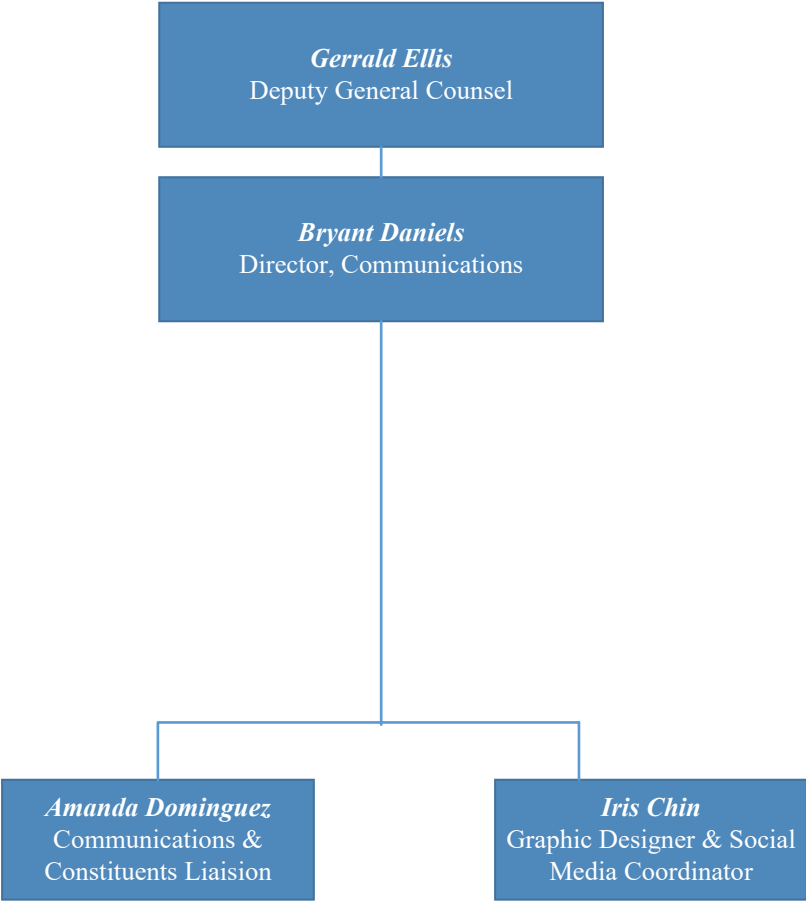 Gerrald Ellis
Deputy General Counsel
Bryant Daniels
Director, Communications
Amanda Dominguez
Communications &
Constituents Liaision
Iris Chin
Graphic Designer & Social
Media Coordinator